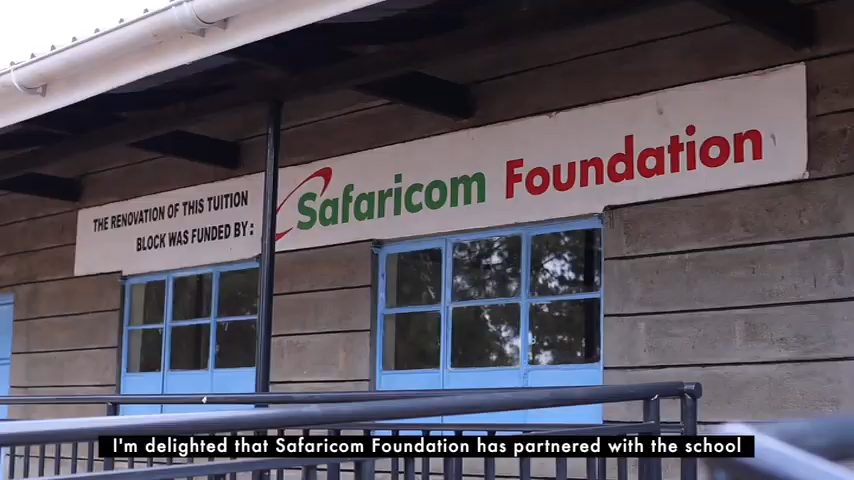 THE RENOVATION OF THIS TUITION
BLOCK WAS FUNDED BY:
Safaricom Foundation
I'm delighted that Safaricom Foundation has partnered with the school